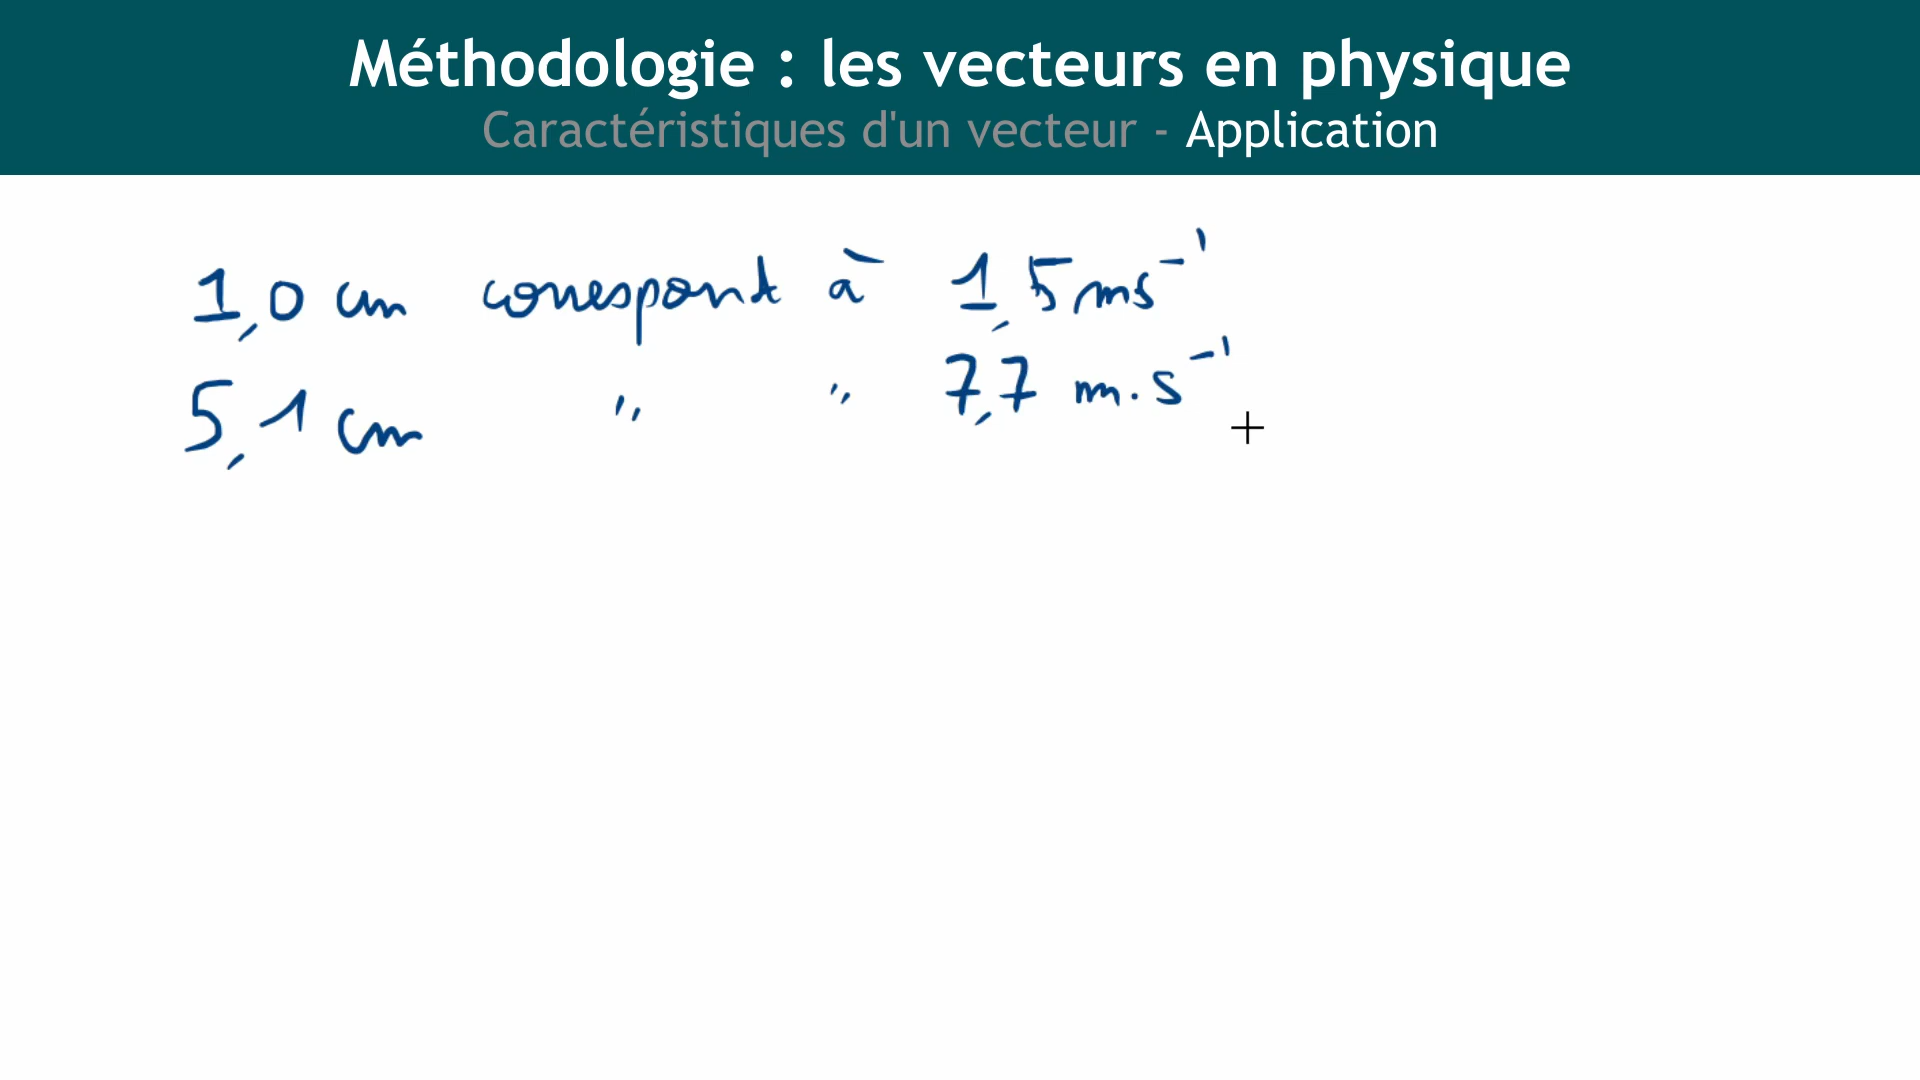 Méthodologie : les vecteurs en physique
Caractéristiques d'un vecteur - Application
1,0 cm correspond à 1,5 ms⁻¹
5,1 cm " " 7,7 m.s⁻¹